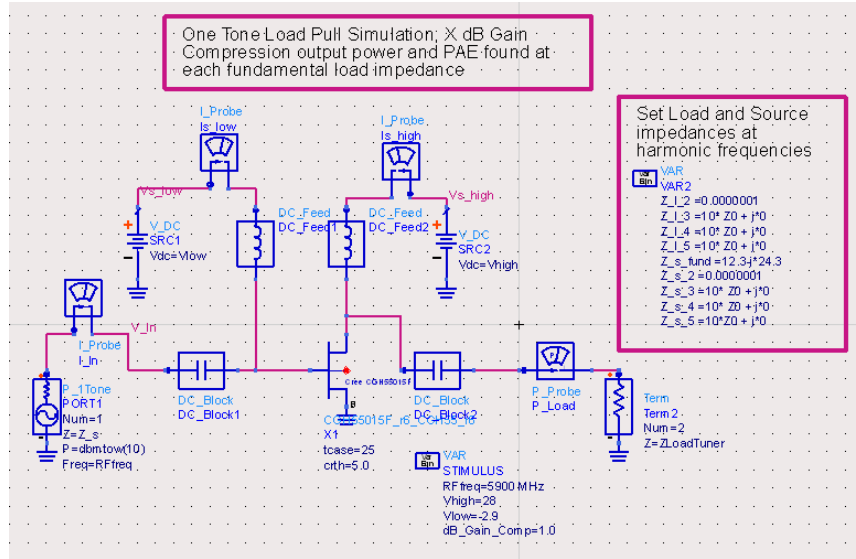 One Tone Load Pull Simulation; X dB Gain
Compression output power and PAE found at
each fundamental load impedance
I_Probe
Is_low
I_Probe
Is_high
Set Load and Source
impedances at
harmonic frequencies
Var
Eqn
VAR
VAR2
Z_l_2 =0.0000001
Z_l_3 =10* Z0 + j*0
Z_l_4 =10* Z0 + j*0
Z_l_5 =10* Z0 + j*0
Z_s_fund =12.3-j*24.3
Z_s_2 =0.0000001
Z_s_3 =10* Z0 + j*0
Z_s_4 =10* Z0 + j*0
Z_s_5 =10*Z0 + j*0
Vs_low
Vs_high
V_DC
SRC1
Vdc=Vlow
DC_Feed
DC_Feed1
DC_Feed
DC_Feed2
V_DC
SRC2
Vdc=Vhigh
I_Probe
I_In
V_In
P_1Tone
PORT1
Num=1
Z=Z_s
P=dbmtow(10)
Freq=RFfreq
DC_Block
DC_Block1
Cree CGH55015F
X1
tcase=25
crth=5.0
DC_Block
DC_Block2
P_Probe
P_Load
Term
Term2
Num=2
Z=ZLoadTuner
Var
Eqn
VAR
STIMULUS
RFfreq=5900 MHz
Vhigh=28
Vlow=-2.9
dB_Gain_Comp=1.0